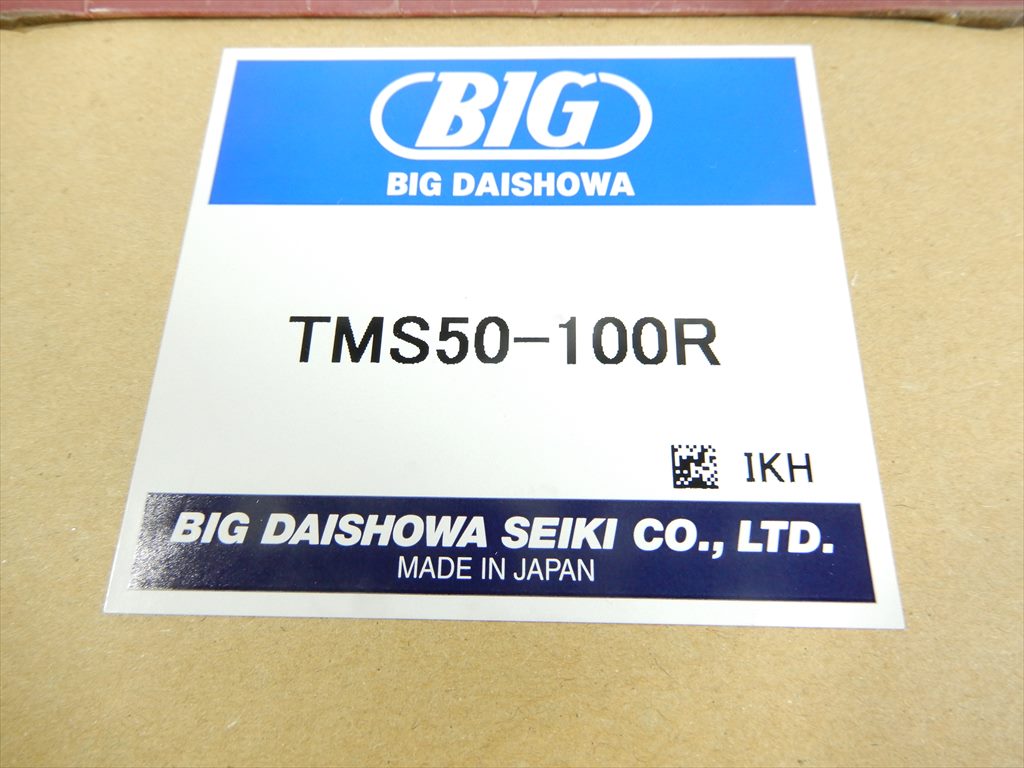 BIG
BIG DAISHOWA
TMS50-100R
IKH
BIG DAISHOWA SEIKI CO., LTD.
MADE IN JAPAN